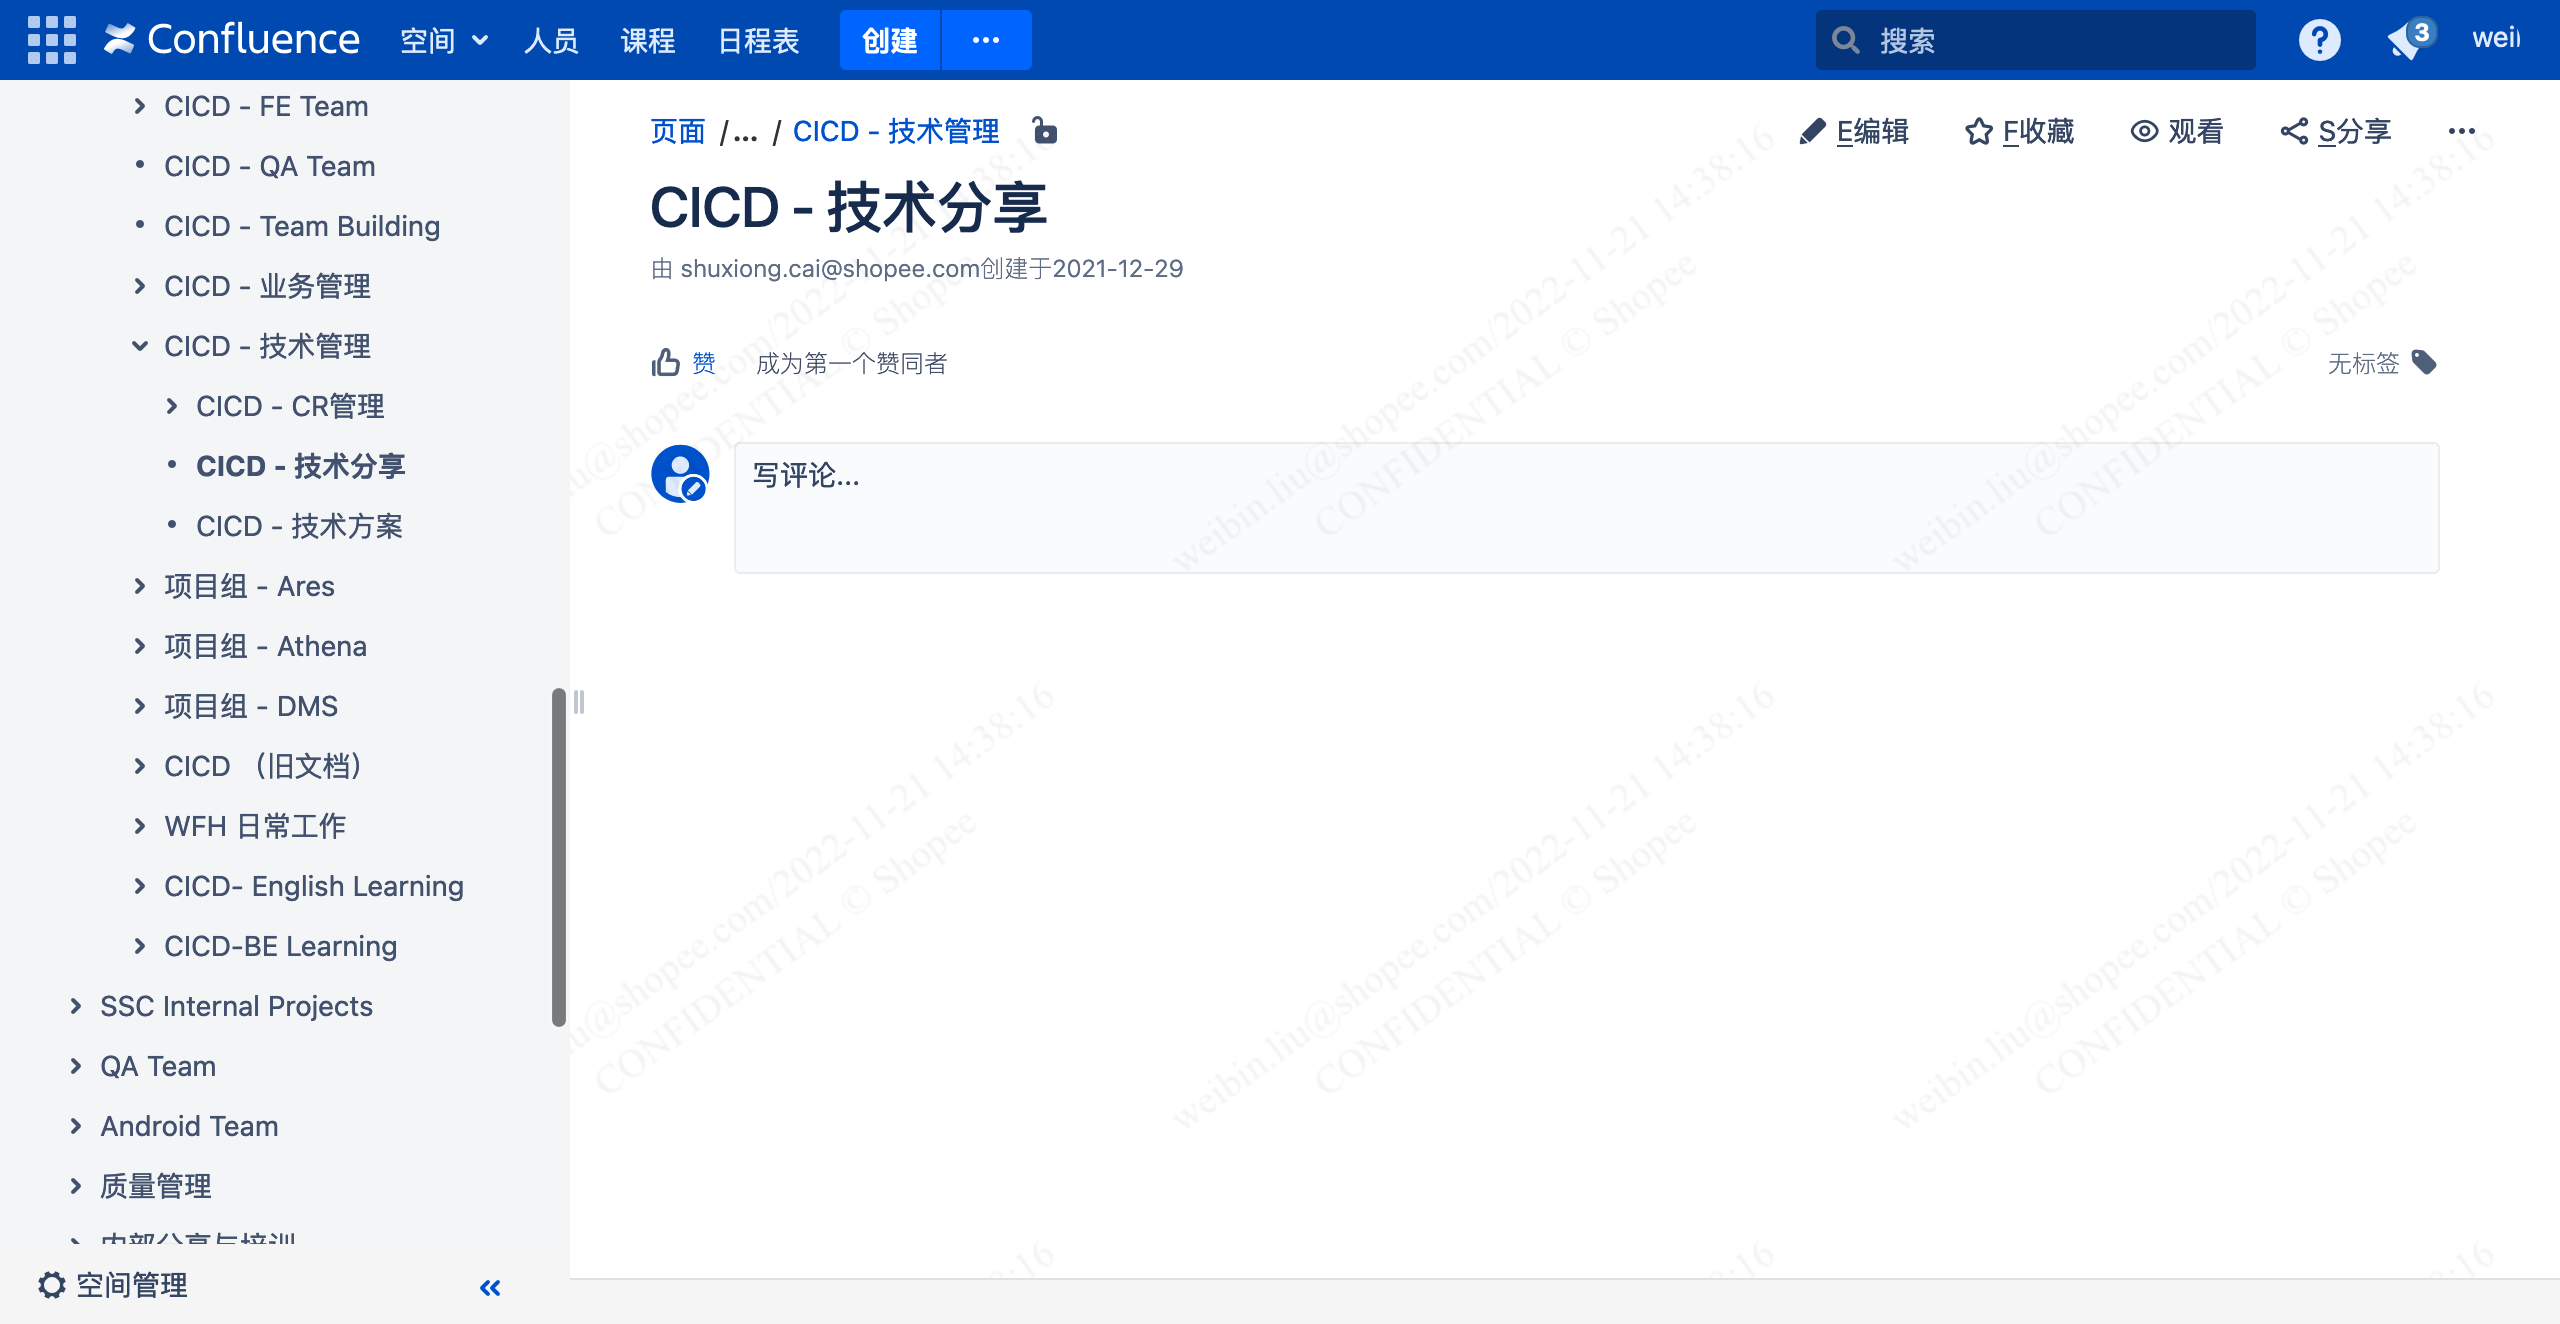 Confluence 空间 人员 课程 日程表 创建 ··· 搜索 ? 3 wei
CICD - FE Team
CICD - QA Team
CICD - Team Building
CICD - 业务管理
CICD - 技术管理
CICD - CR管理
CICD - 技术分享
CICD - 技术方案
项目组 - Ares
项目组 - Athena
项目组 - DMS
CICD （旧文档）
WFH 日常工作
CICD- English Learning
CICD-BE Learning
SSC Internal Projects
QA Team
Android Team
质量管理
内部分享与培训
空间管理
页面 /... / CICD - 技术管理
E编辑 F收藏 观看 S分享 ···
CICD - 技术分享
由 shuxiong.cai@shopee.com创建于2021-12-29
赞 成为第一个赞同者 无标签
写评论...
weibin.liu@shopee.com/2022-11-21 14:38:16
CONFIDENTIAL © Shopee